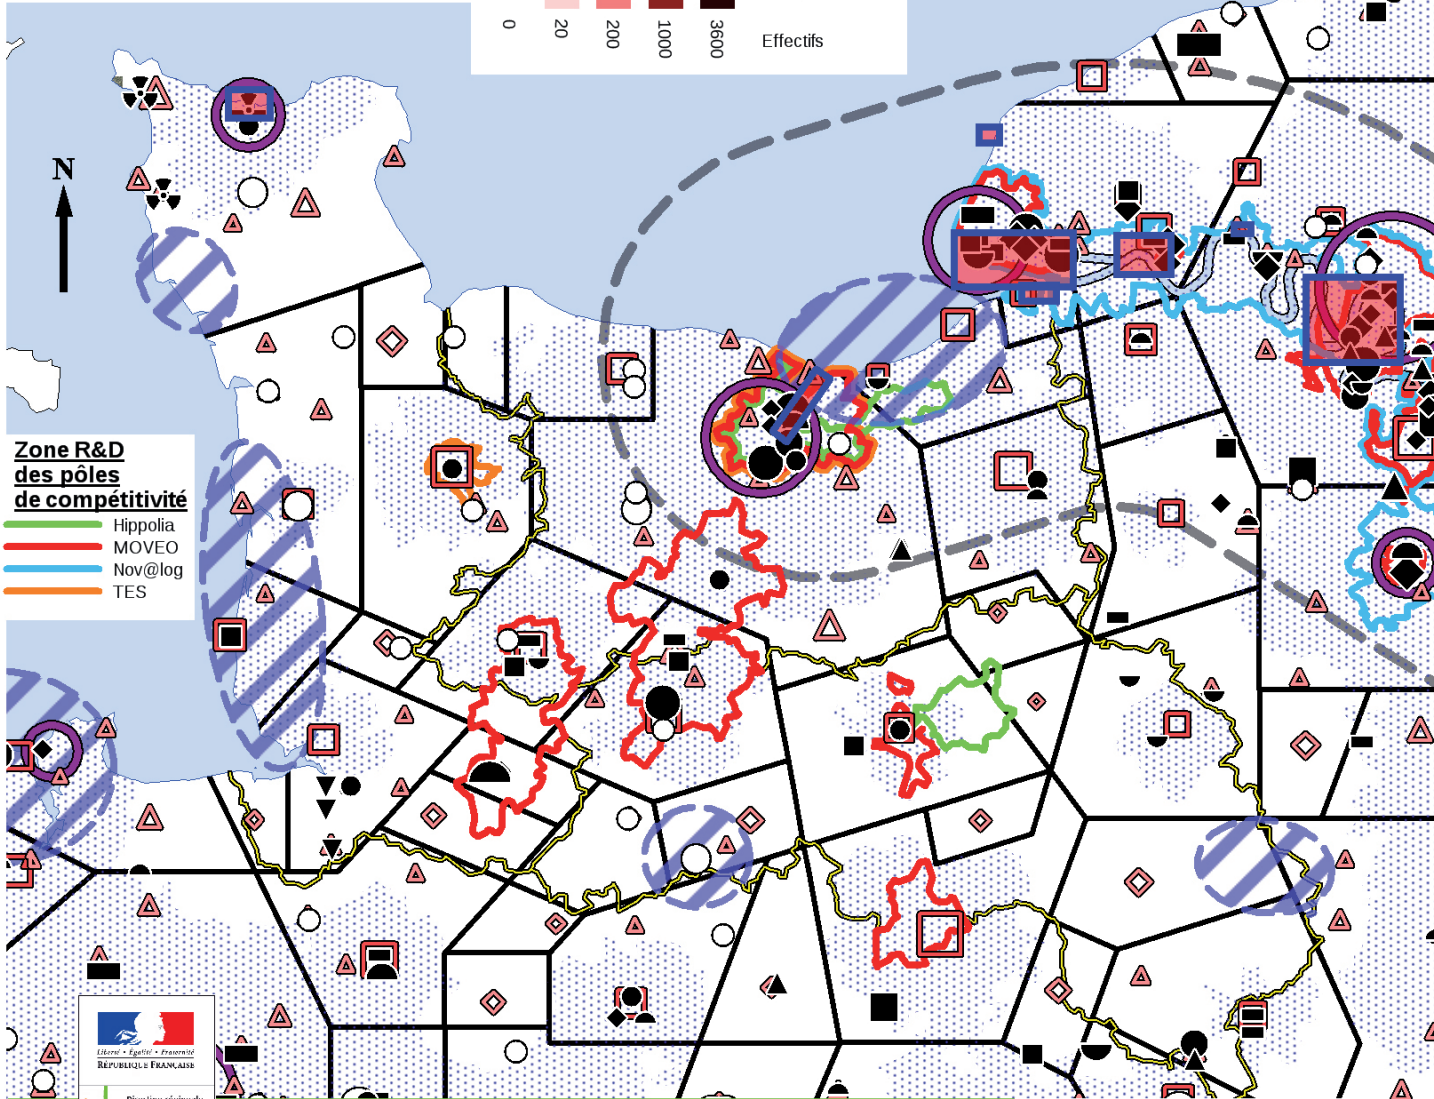 0
20
200
1000
3600
Effectifs
N
Zone R&D
des pôles
de compétitivité
Hippolia
MOVEO
Nov@log
TES
Liberté • Égalité • Fraternité
RÉPUBLIQUE FRANÇAISE